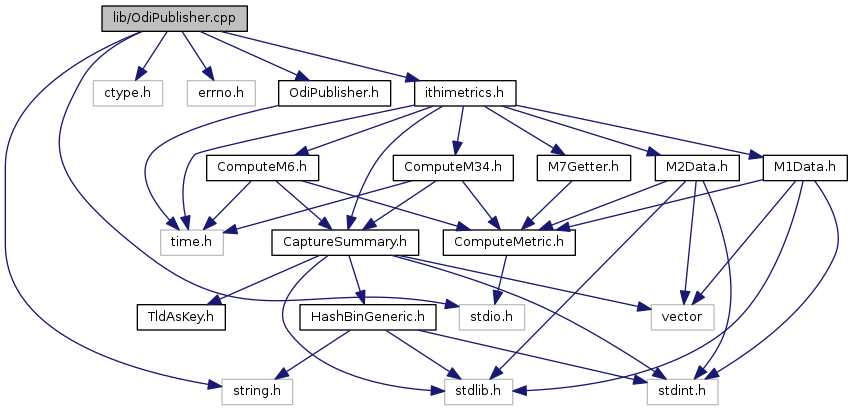 lib/OdiPublisher.cpp
ctype.h
errno.h
OdiPublisher.h
ithimetrics.h
ComputeM6.h
ComputeM34.h
M7Getter.h
M2Data.h
M1Data.h
time.h
CaptureSummary.h
ComputeMetric.h
TldAsKey.h
HashBinGeneric.h
stdio.h
vector
string.h
stdlib.h
stdint.h